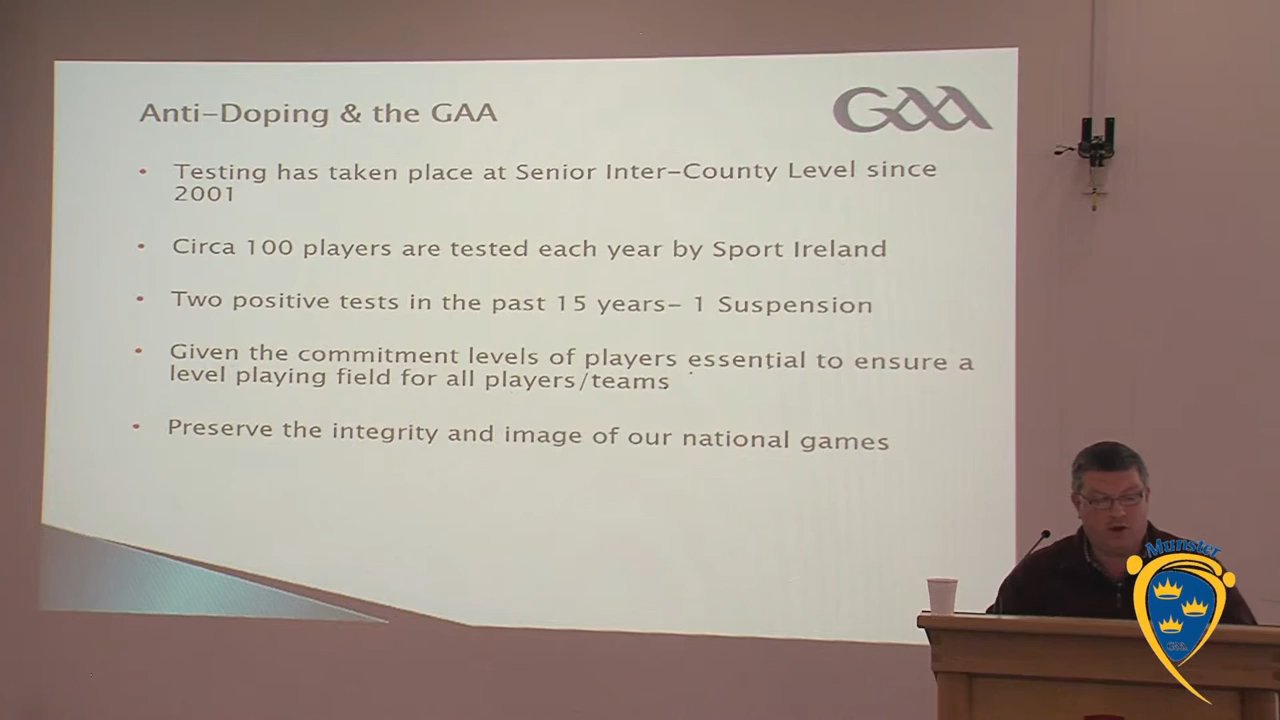 Anti-Doping & the GAA
GAA
• Testing has taken place at Senior Inter-County Level since
2001
• Circa 100 players are tested each year by Sport Ireland
• Two positive tests in the past 15 years- 1 Suspension
• Given the commitment levels of players essential to ensure a
level playing field for all players/teams
• Preserve the integrity and image of our national games
Munster
GAA